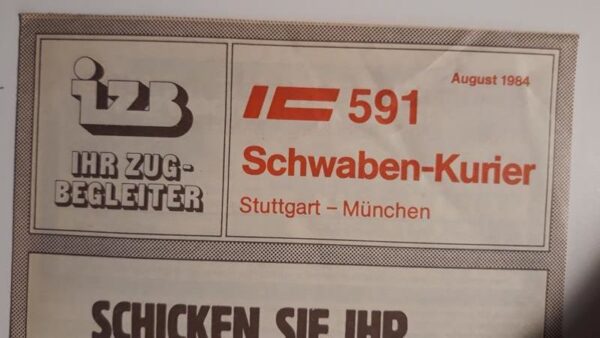 izb
IHR ZUG-
BEGLEITER
August 1984
IC 591
Schwaben-Kurier
Stuttgart – München
SCHICKEN SIE IHR